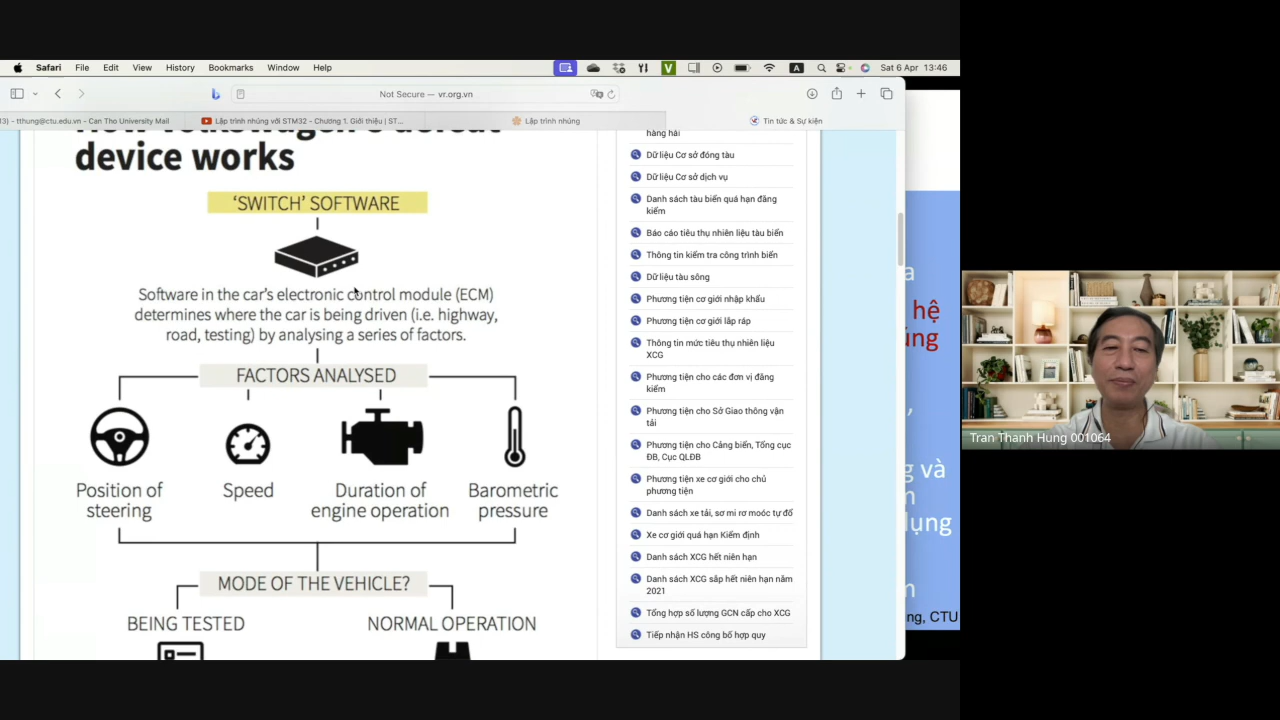 Safari File Edit View History Bookmarks Window Help
A
Sat 6 Apr 13:46
Not Secure — vr.org.vn
13) - tthung@ctu.edu.vn - Can Tho University Mail
Lập trình nhúng với STM32 - Chương 1. Giới thiệu | ST...
Lập trình nhúng
Tin tức & Sự kiện
device works
'SWITCH' SOFTWARE
Software in the car's electronic control module (ECM)
determines where the car is being driven (i.e. highway,
road, testing) by analysing a series of factors.
FACTORS ANALYSED
Position of
steering
Speed
Duration of
engine operation
Barometric
pressure
MODE OF THE VEHICLE?
BEING TESTED
NORMAL OPERATION
hàng hải
Dữ liệu Cơ sở đóng tàu
Dữ liệu Cơ sở dịch vụ
Danh sách tàu biển quá hạn đăng
kiểm
Báo cáo tiêu thụ nhiên liệu tàu biển
Thông tin kiểm tra công trình biển
Dữ liệu tàu sông
Phương tiện cơ giới nhập khẩu
Phương tiện cơ giới lắp ráp
Thông tin mức tiêu thụ nhiên liệu
XCG
Phương tiện cho các đơn vị đăng
kiểm
Phương tiện cho Sở Giao thông vận
tải
Phương tiện cho Cảng biển, Tổng cục
ĐB, Cục QLĐB
Phương tiện xe cơ giới cho chủ
phương tiện
Danh sách xe tải, sơ mi rơ moóc tự đổ
Xe cơ giới quá hạn Kiểm định
Danh sách XCG hết niên hạn
Danh sách XCG sắp hết niên hạn năm
2021
Tổng hợp số lượng GCN cấp cho XCG
Tiếp nhận HS công bố hợp quy
hệ
và
ng, CTU
Tran Thanh Hung 001064